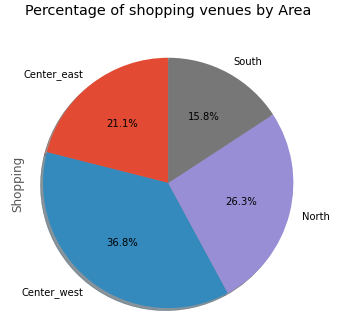 Percentage of shopping venues by Area
South
Center_east
15.8%
21.1%
Shopping
26.3%
North
36.8%
Center_west